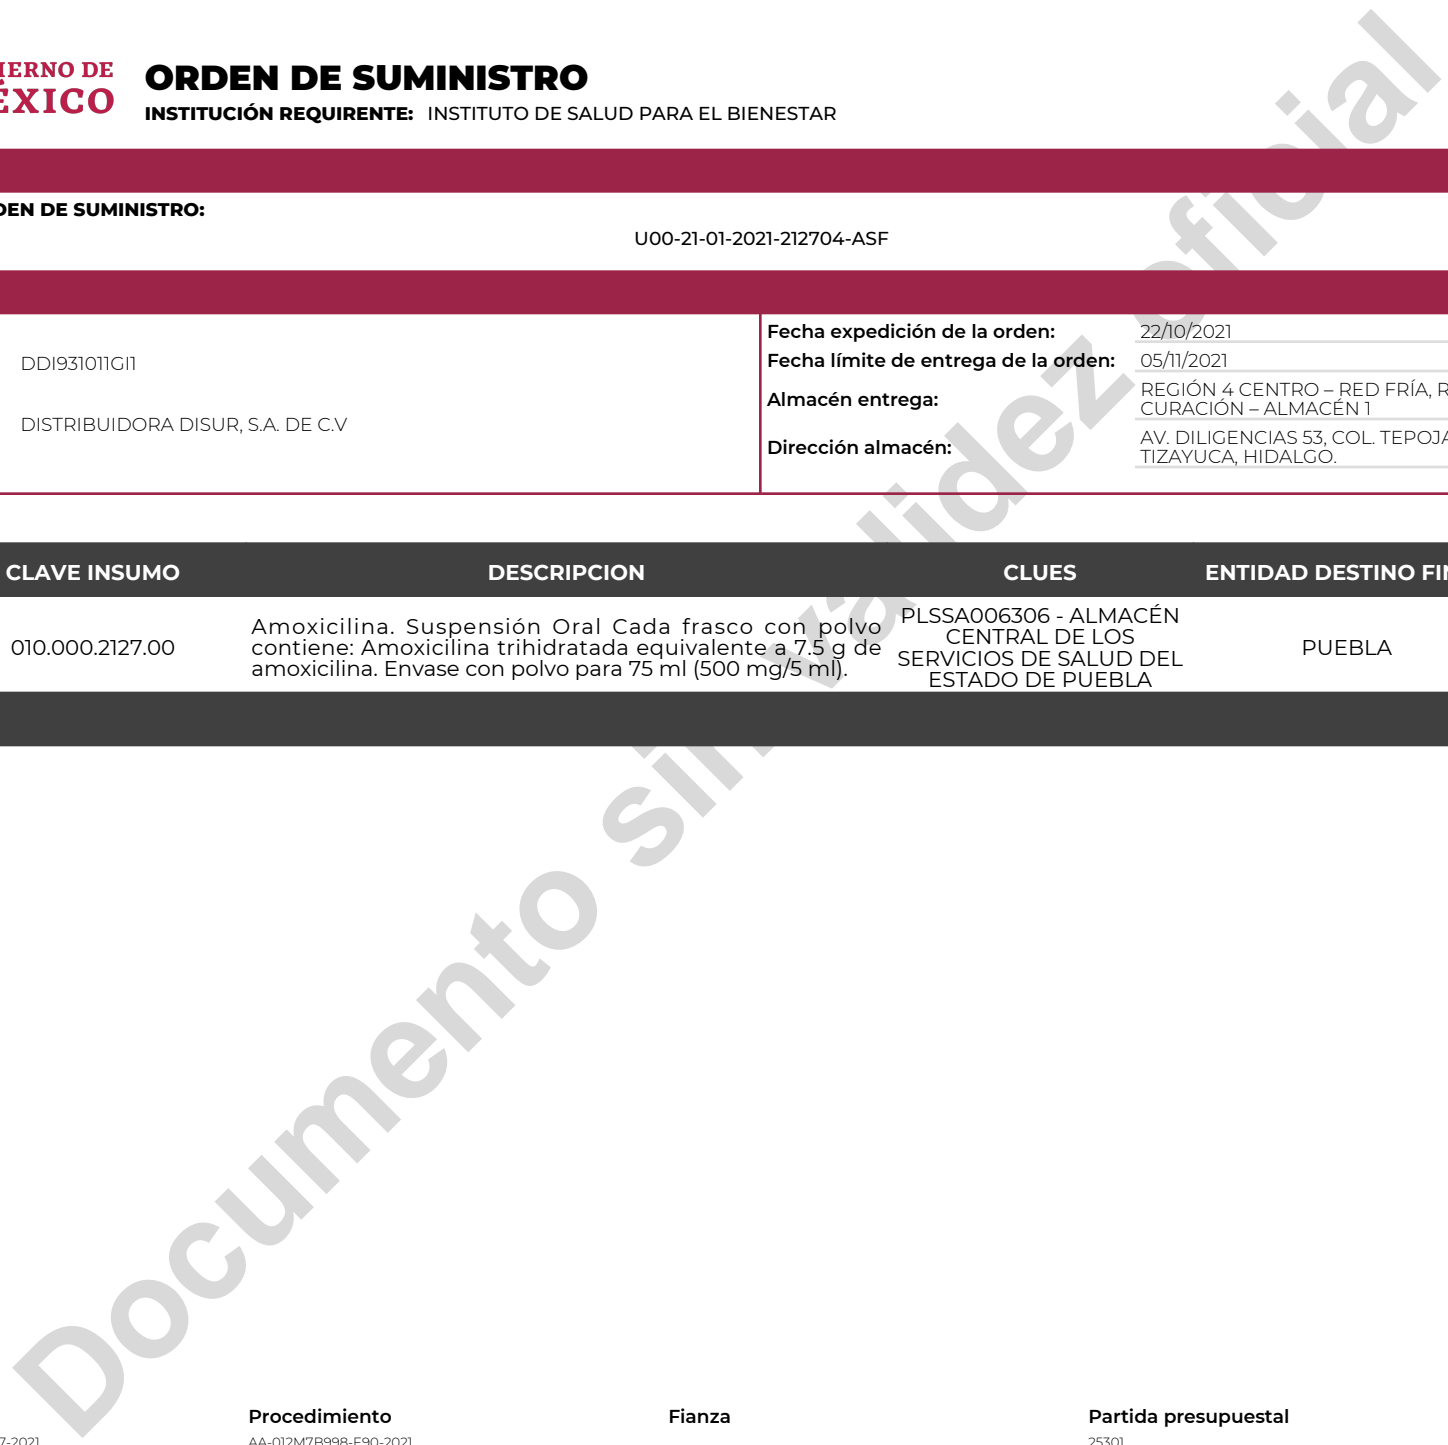 ORDEN DE SUMINISTRO
INSTITUCIÓN REQUIRENTE: INSTITUTO DE SALUD PARA EL BIENESTAR
DE SUMINISTRO:
U00-21-01-2021-212704-ASF
DDI931011GI1
DISTRIBUIDORA DISUR, S.A. DE C.V
Fecha expedición de la orden: 22/10/2021
Fecha límite de entrega de la orden: 05/11/2021
Almacén entrega: REGIÓN 4 CENTRO – RED FRÍA,
CURACIÓN – ALMACÉN 1
Dirección almacén: AV. DILIGENCIAS 53, COL.
TIZAYUCA, HIDALGO.
CLAVE INSUMO DESCRIPCION CLUES ENTIDAD DESTINO
010.000.2127.00
Amoxicilina. Suspensión Oral Cada frasco con polvo
contiene: Amoxicilina trihidratada equivalente a 7.5 g de
amoxicilina. Envase con polvo para 75 ml (500 mg/5 ml).
PLSSA006306 - ALMACÉN
CENTRAL DE LOS
SERVICIOS DE SALUD DEL
ESTADO DE PUEBLA
PUEBLA
Documento sin validez oficial
Procedimiento Fianza Partida presupuestal
AA-012M7B998-E90-2021 25301